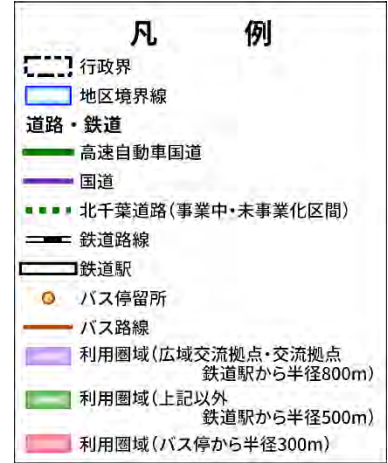 凡 例
行政界
地区境界線
道路・鉄道
高速自動車国道
国道
北千葉道路(事業中・未事業化区間)
鉄道路線
鉄道駅
バス停留所
バス路線
利用圏域(広域交流拠点・交流拠点
鉄道駅から半径800m)
利用圏域(上記以外
鉄道駅から半径500m)
利用圏域(バス停から半径300m)